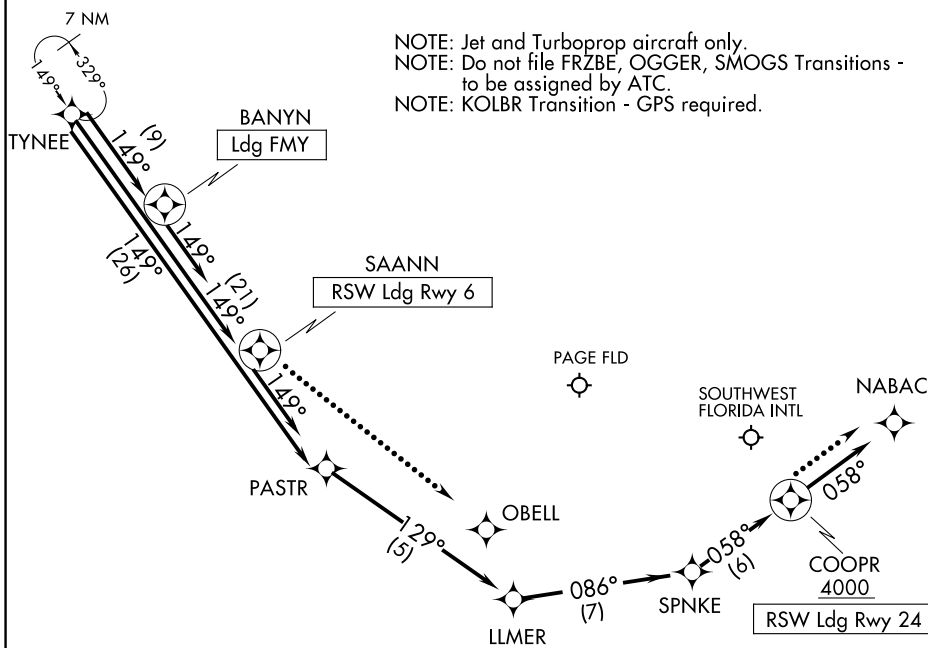 7 NM
149°
329°
TYNEE
NOTE: Jet and Turboprop aircraft only.
NOTE: Do not file FRZBE, OGGER, SMOGS Transitions -
to be assigned by ATC.
NOTE: KOLBR Transition - GPS required.
(9)
149°
BANYN
Ldg FMY
149°
(26)
149°
(21)
149°
SAANN
RSW Ldg Rwy 6
149°
PAGE FLD
SOUTHWEST
FLORIDA INTL
NABAC
PASTR
OBELL
129°
(5)
058°
058°
(6)
COOPR
4000
RSW Ldg Rwy 24
086°
(7)
SPNKE
LLMER